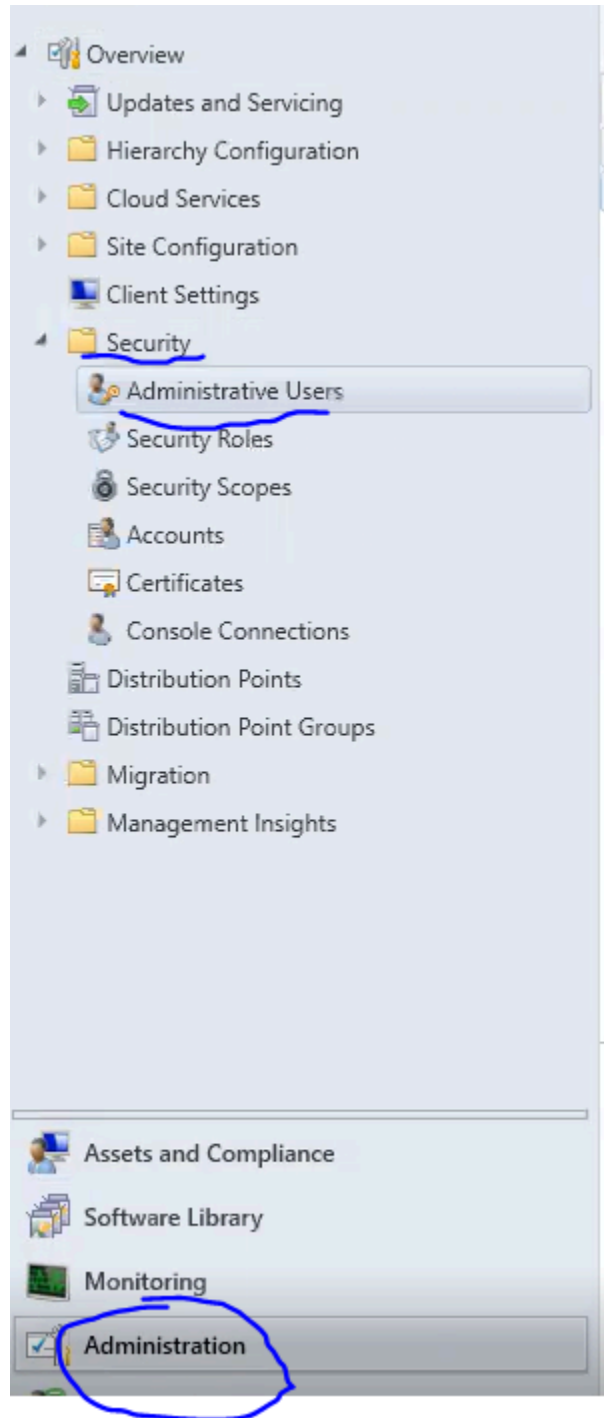 Overview
Updates and Servicing
Hierarchy Configuration
Cloud Services
Site Configuration
Client Settings
Security
Administrative Users
Security Roles
Security Scopes
Accounts
Certificates
Console Connections
Distribution Points
Distribution Point Groups
Migration
Management Insights
Assets and Compliance
Software Library
Monitoring
Administration